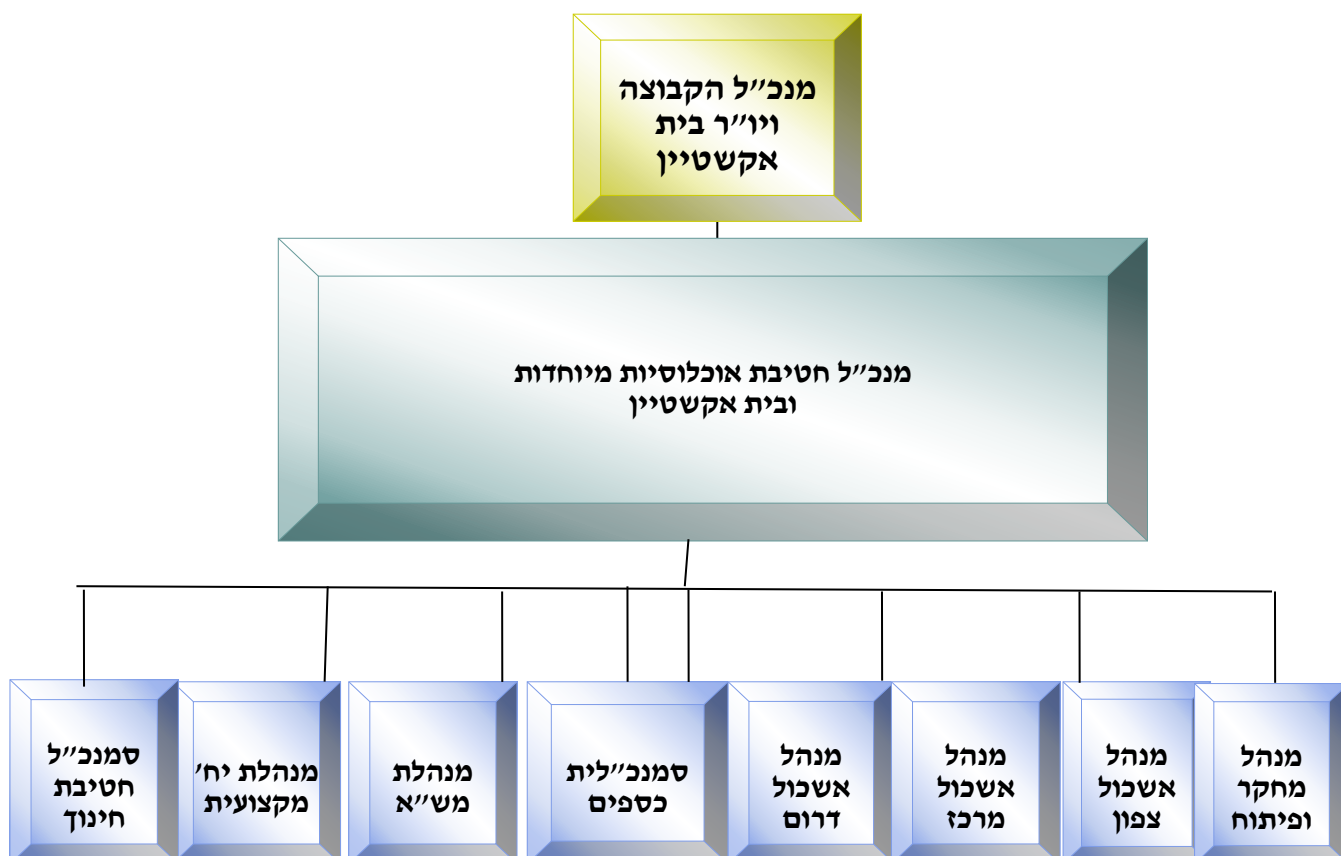 מנכ״ל הקבוצה
ויו״ר בית
אקשטיין
מנכ״ל חטיבת אוכלוסיות מיוחדות
ובית אקשטיין
מנהל
מחקר
ופיתוח
מנהל
אשכול
צפון
מנהל
אשכול
מרכז
מנהל
אשכול
דרום
סמנכ״לית
כספים
מנהלת
מש״א
מנהלת יח׳
מקצועית
סמנכ״ל
חטיבת
חינוך